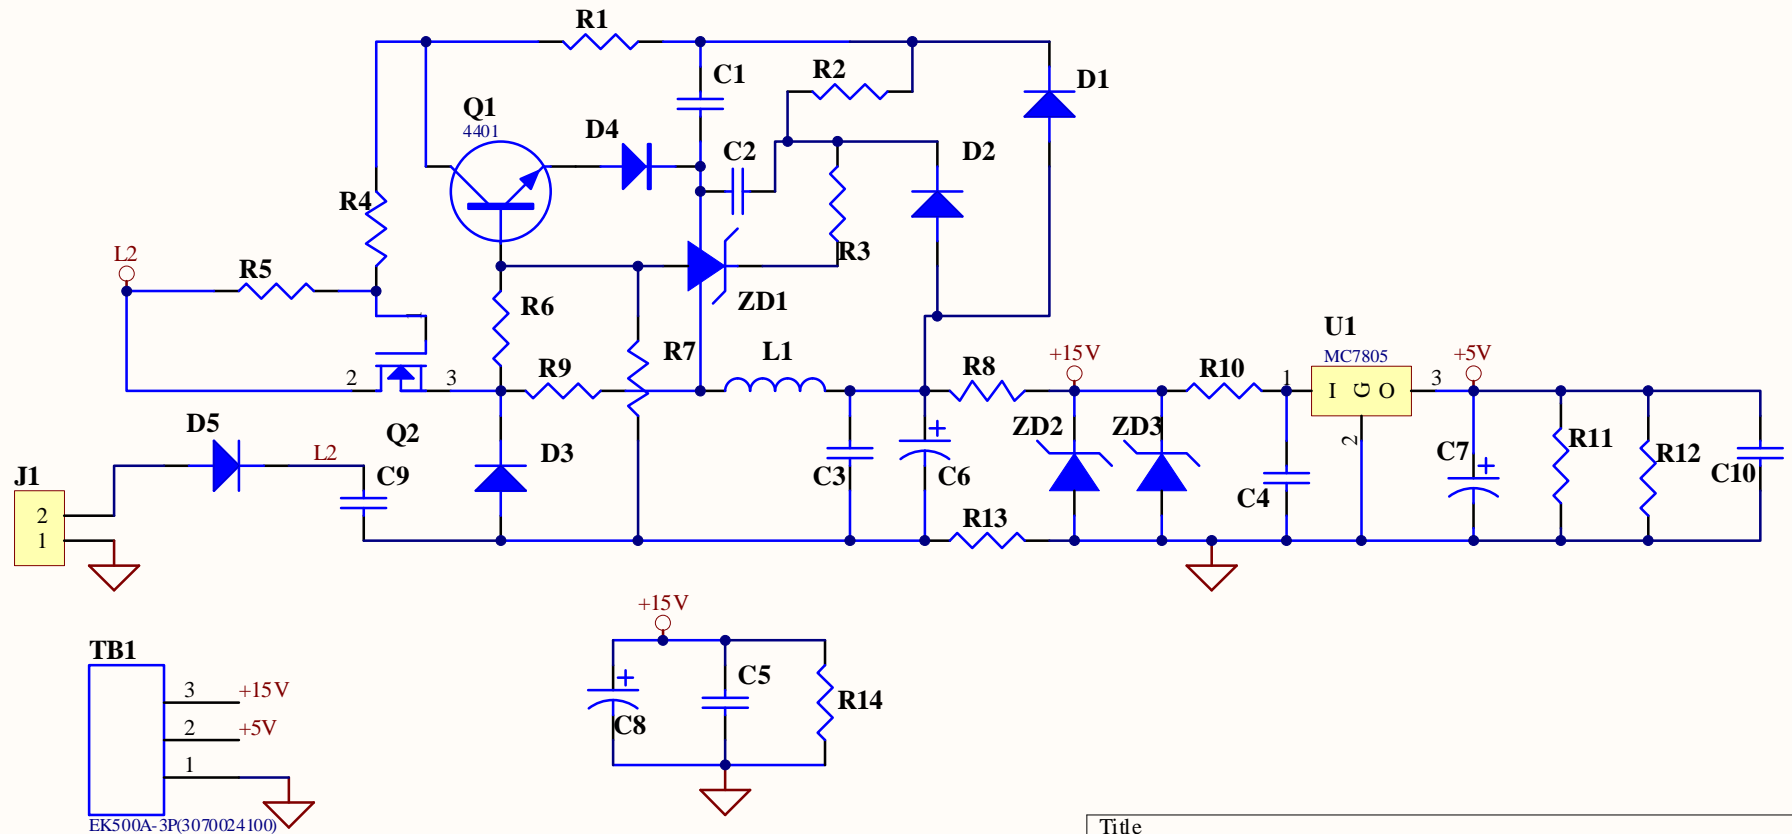 R1
C1
R2
D1
Q1
4401
D4
C2
D2
R4
L2
R5
R3
ZD1
R6
1
R7
L1
U1
MC7805
+15V
+5V
2
3
R9
R8
R10
1
I
G
O
3
2
D5
L2
Q2
C9
D3
C3
C6
+
ZD2
ZD3
C4
C7
+
R11
R12
C10
J1
2
1
R13
+15V
TB1
3
+15V
2
+5V
1
EK500A-3P(3070024100)
+
C8
C5
R14
Title